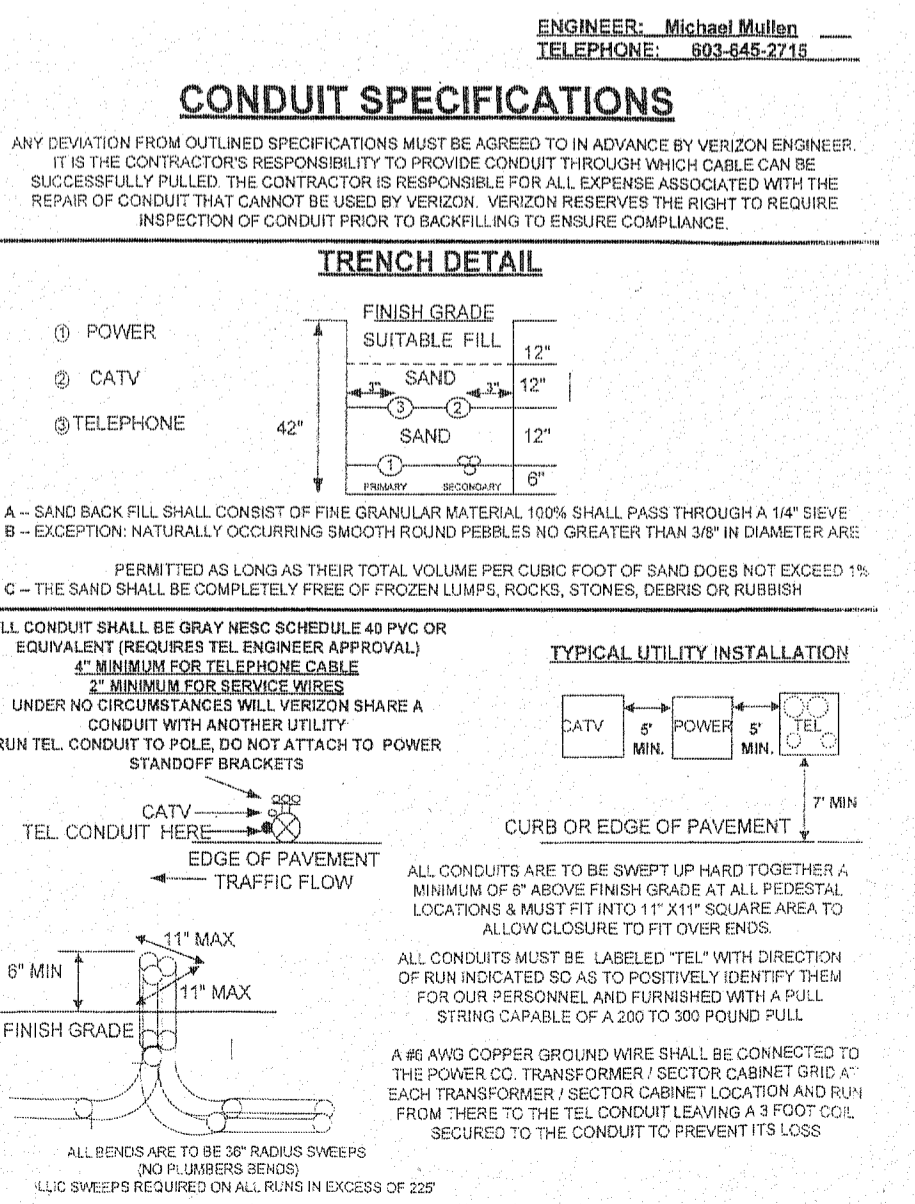 ENGINEER: Michael Mullen
TELEPHONE: 603-645-2715
CONDUIT SPECIFICATIONS
ANY DEVIATION FROM OUTLINED SPECIFICATIONS MUST BE AGREED TO IN ADVANCE BY VERIZON ENGINEER.
IT IS THE CONTRACTOR'S RESPONSIBILITY TO PROVIDE CONDUIT THROUGH WHICH CABLE CAN BE
SUCCESSFULLY PULLED. THE CONTRACTOR IS RESPONSIBLE FOR ALL EXPENSE ASSOCIATED WITH THE
REPAIR OF CONDUIT THAT CANNOT BE USED BY VERIZON. VERIZON RESERVES THE RIGHT TO REQUIRE
INSPECTION OF CONDUIT PRIOR TO BACKFILLING TO ENSURE COMPLIANCE.
TRENCH DETAIL
① POWER
② CATV
③ TELEPHONE
42"
FINISH GRADE
SUITABLE FILL
12"
SAND
12"
3"
3"
3
2
SAND
12"
1
6"
PRIMARY SECONDARY
A -- SAND BACK FILL SHALL CONSIST OF FINE GRANULAR MATERIAL 100% SHALL PASS THROUGH A 1/4" SIEVE
B -- EXCEPTION: NATURALLY OCCURRING SMOOTH ROUND PEBBLES NO GREATER THAN 3/8" IN DIAMETER ARE
PERMITTED AS LONG AS THEIR TOTAL VOLUME PER CUBIC FOOT OF SAND DOES NOT EXCEED 1%
C -- THE SAND SHALL BE COMPLETELY FREE OF FROZEN LUMPS, ROCKS, STONES, DEBRIS OR RUBBISH
LL CONDUIT SHALL BE GRAY NESC SCHEDULE 40 PVC OR
EQUIVALENT (REQUIRES TEL ENGINEER APPROVAL)
4" MINIMUM FOR TELEPHONE CABLE
2" MINIMUM FOR SERVICE WIRES
UNDER NO CIRCUMSTANCES WILL VERIZON SHARE A
CONDUIT WITH ANOTHER UTILITY
RUN TEL. CONDUIT TO POLE, DO NOT ATTACH TO POWER
STANDOFF BRACKETS
CATV
TEL. CONDUIT HERE
EDGE OF PAVEMENT
TRAFFIC FLOW
11" MAX
6" MIN
11" MAX
FINISH GRADE
ALL BENDS ARE TO BE 36" RADIUS SWEEPS
(NO PLUMBERS BENDS)
LLIC SWEEPS REQUIRED ON ALL RUNS IN EXCESS OF 225'
TYPICAL UTILITY INSTALLATION
CATV
5'
MIN.
POWER
5'
MIN.
TEL
7' MIN
CURB OR EDGE OF PAVEMENT
ALL CONDUITS ARE TO BE SWEPT UP HARD TOGETHER A
MINIMUM OF 6" ABOVE FINISH GRADE AT ALL PEDESTAL
LOCATIONS & MUST FIT INTO 11" X11" SQUARE AREA TO
ALLOW CLOSURE TO FIT OVER ENDS.
ALL CONDUITS MUST BE LABELED "TEL" WITH DIRECTION
OF RUN INDICATED SO AS TO POSITIVELY IDENTIFY THEM
FOR OUR PERSONNEL AND FURNISHED WITH A PULL
STRING CAPABLE OF A 200 TO 300 POUND PULL
A #6 AWG COPPER GROUND WIRE SHALL BE CONNECTED TO
THE POWER CO. TRANSFORMER / SECTOR CABINET GRID AT
EACH TRANSFORMER / SECTOR CABINET LOCATION AND RUN
FROM THERE TO THE TEL CONDUIT LEAVING A 3 FOOT COIL
SECURED TO THE CONDUIT TO PREVENT ITS LOSS